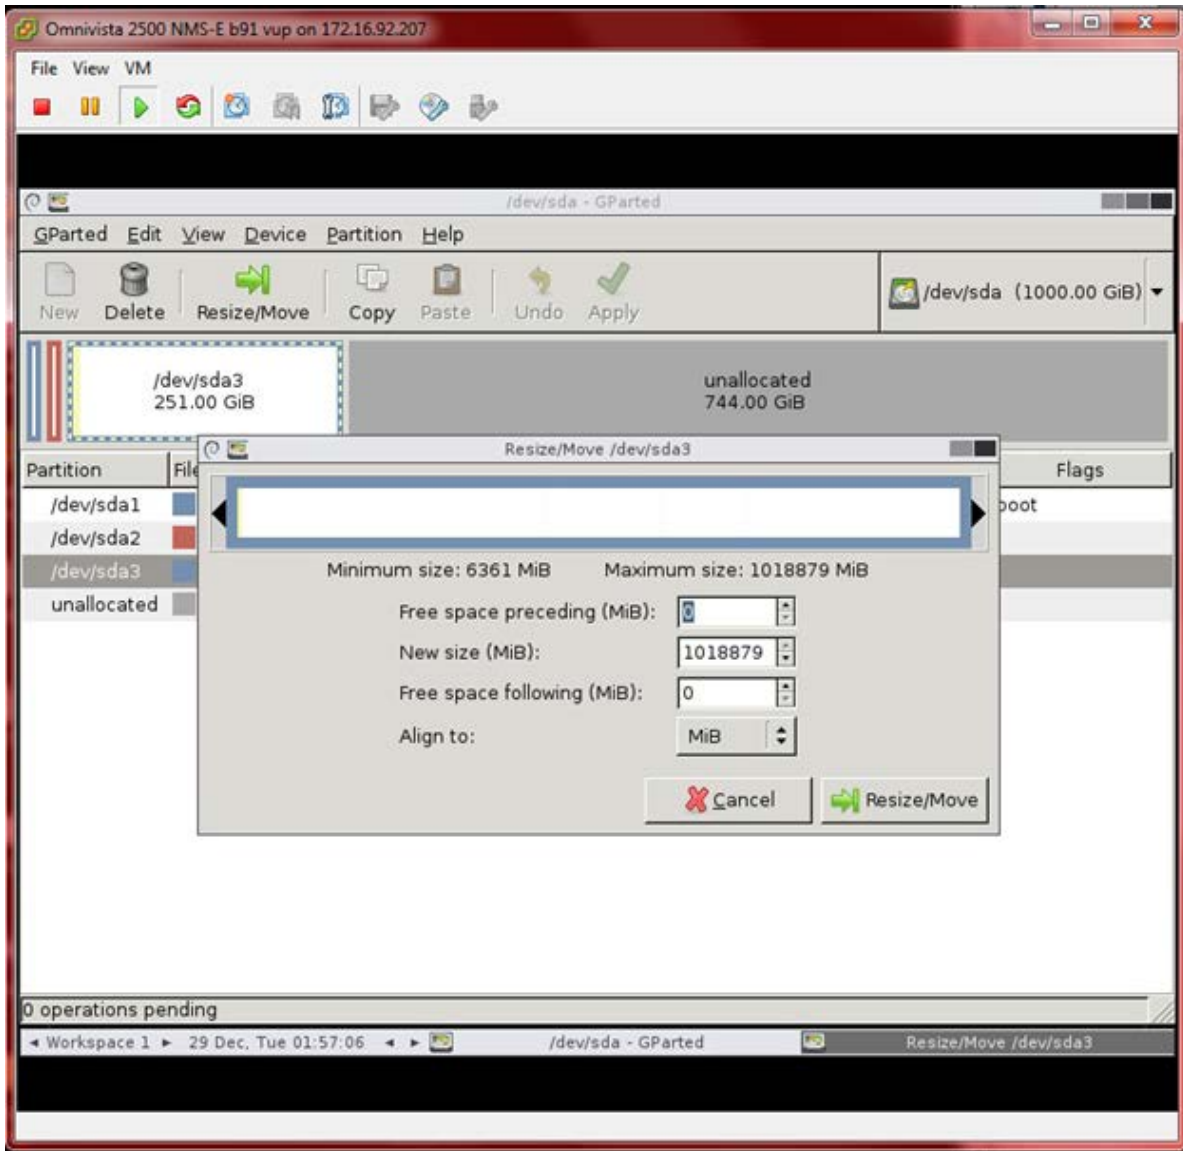 Omnivista 2500 NMS-E b91 vup on 172.16.92.207
File View VM
/dev/sda - GParted
GParted Edit View Device Partition Help
New Delete Resize/Move Copy Paste Undo Apply /dev/sda (1000.00 GiB)
/dev/sda3 unallocated
251.00 GiB 744.00 GiB
Resize/Move /dev/sda3
Partition File Flags
/dev/sda1 boot
/dev/sda2
/dev/sda3
unallocated
Minimum size: 6361 MiB Maximum size: 1018879 MiB
Free space preceding (MiB): 0
New size (MiB): 1018879
Free space following (MiB): 0
Align to: MiB
Cancel Resize/Move
0 operations pending
Workspace 1 29 Dec, Tue 01:57:06 /dev/sda - GParted Resize/Move /dev/sda3